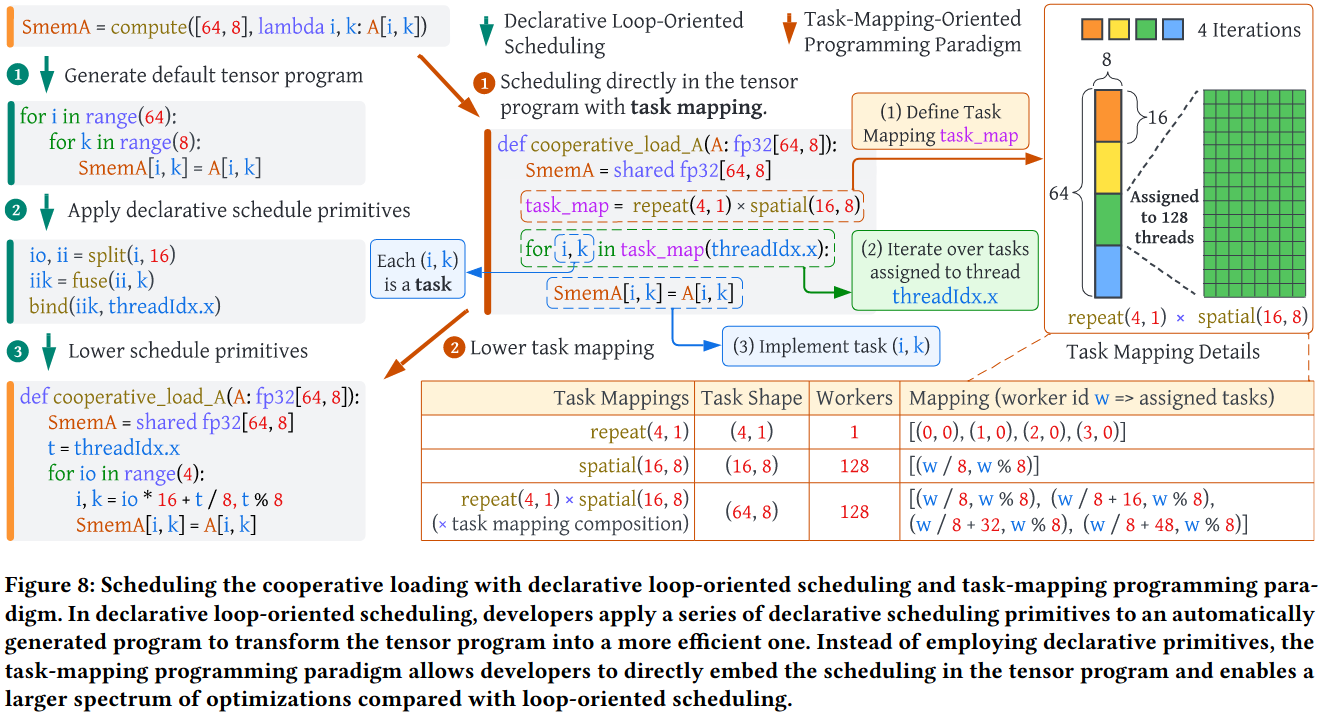 SmemA = compute([64, 8], lambda i, k: A[i, k])
1 Generate default tensor program
for i in range(64):
for k in range(8):
SmemA[i, k] = A[i, k]
2 Apply declarative schedule primitives
io, ii = split(i, 16)
iik = fuse(ii, k)
bind(iik, threadIdx.x)
3 Lower schedule primitives
def cooperative_load_A(A: fp32[64, 8]):
SmemA = shared fp32[64, 8]
t = threadIdx.x
for io in range(4):
i, k = io * 16 + t / 8, t % 8
SmemA[i, k] = A[i, k]
Declarative Loop-Oriented
Scheduling
Task-Mapping-Oriented
Programming Paradigm
1 Scheduling directly in the tensor
program with task mapping.
def cooperative_load_A(A: fp32[64, 8]):
SmemA = shared fp32[64, 8]
task_map = repeat(4, 1) × spatial(16, 8)
for i, k in task_map(threadIdx.x):
SmemA[i, k] = A[i, k]
Each (i, k)
is a task
(1) Define Task
Mapping task_map
(2) Iterate over tasks
assigned to thread
threadIdx.x
(3) Implement task (i, k)
2 Lower task mapping
4 Iterations
8
16
64
Assigned
to 128
threads
repeat(4, 1) × spatial(16, 8)
Task Mapping Details
Task Mappings Task Shape Workers Mapping (worker id w => assigned tasks)
repeat(4, 1) (4, 1) 1 [(0, 0), (1, 0), (2, 0), (3, 0)]
spatial(16, 8) (16, 8) 128 [(w / 8, w % 8)]
repeat(4, 1) × spatial(16, 8)
(× task mapping composition)
(64, 8) 128
[(w / 8, w % 8), (w / 8 + 16, w % 8),
(w / 8 + 32, w % 8), (w / 8 + 48, w % 8)]
Figure 8: Scheduling the cooperative loading with declarative loop-oriented scheduling and task-mapping programming para-
digm. In declarative loop-oriented scheduling, developers apply a series of declarative scheduling primitives to an automatically
generated program to transform the tensor program into a more efficient one. Instead of employing declarative primitives, the
task-mapping programming paradigm allows developers to directly embed the scheduling in the tensor program and enables a
larger spectrum of optimizations compared with loop-oriented scheduling.